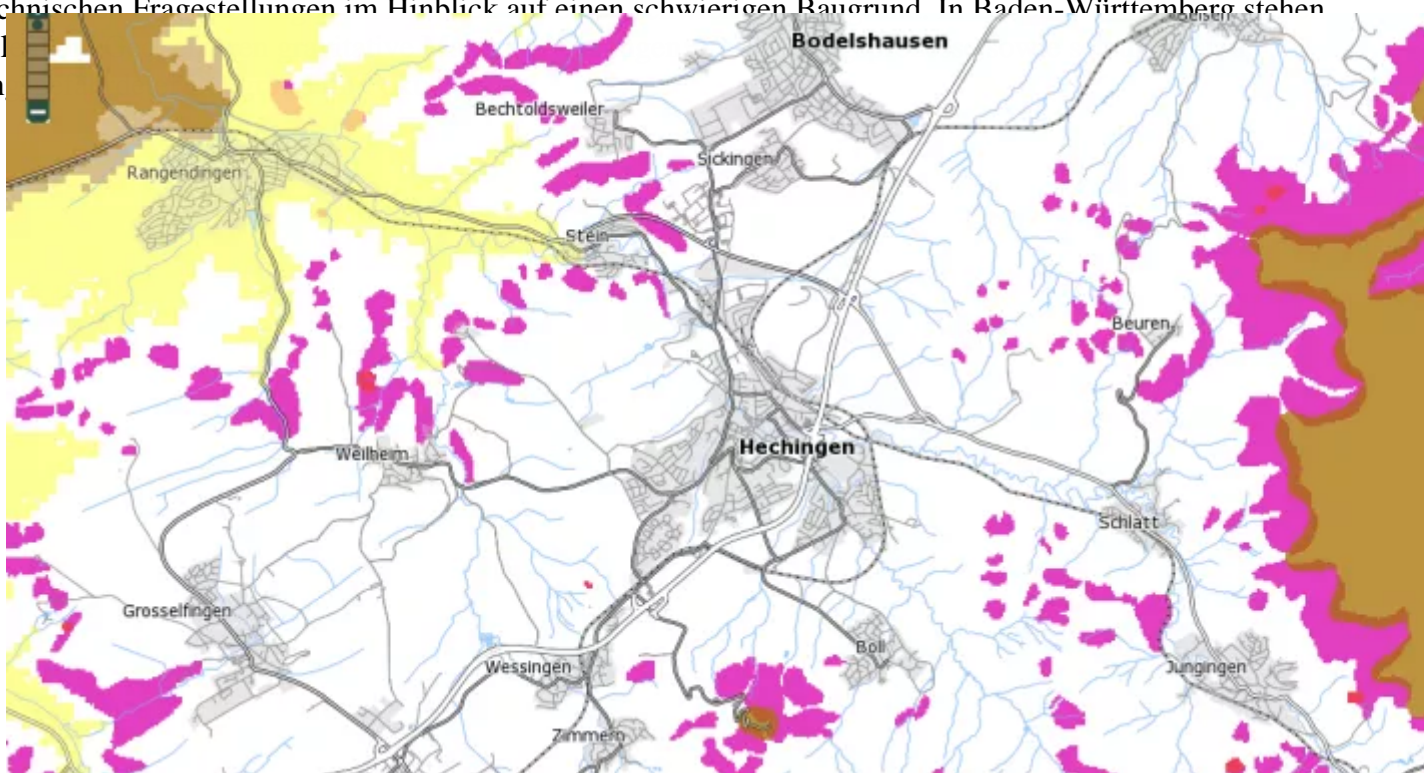 chnischen Fragestellungen im Hinblick auf einen schwierigen Baugrund. In Baden-Württemberg stehen
Bodelshausen
Bechtoldsweiler
Sickingen
Rangendingen
Stein
Beuren
Hechingen
Weilheim
Schlatt
Grosselfingen
Boll
Wessingen
Jungingen
Zimmern